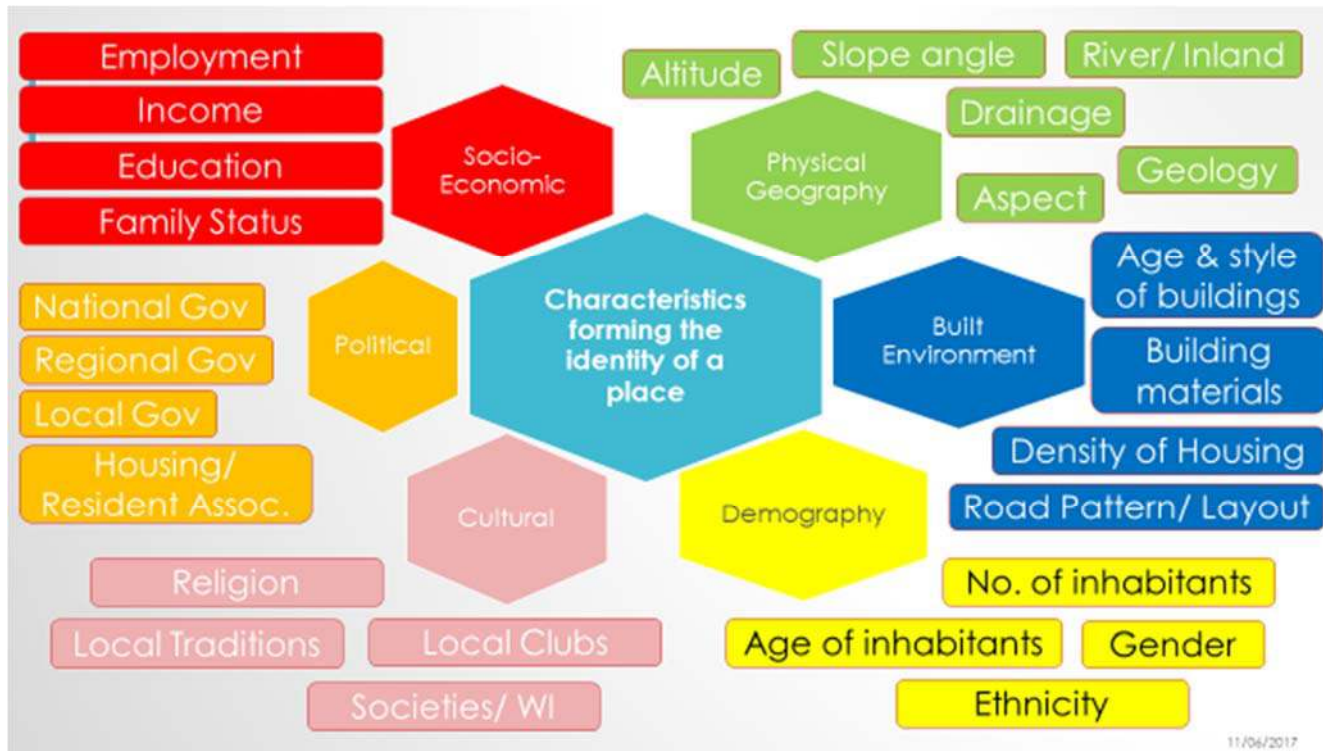 Employment
Income
Education
Family Status
Socio-
Economic
Altitude
Slope angle
River/ Inland
Drainage
Geology
Aspect
Physical
Geography
Characteristics
forming the
identity of a
place
National Gov
Regional Gov
Local Gov
Housing/
Resident Assoc.
Political
Built
Environment
Age & style
of buildings
Building
materials
Density of Housing
Road Pattern/ Layout
Cultural
Religion
Local Traditions
Local Clubs
Societies/ WI
Demography
No. of inhabitants
Age of inhabitants
Gender
Ethnicity
11/06/2017